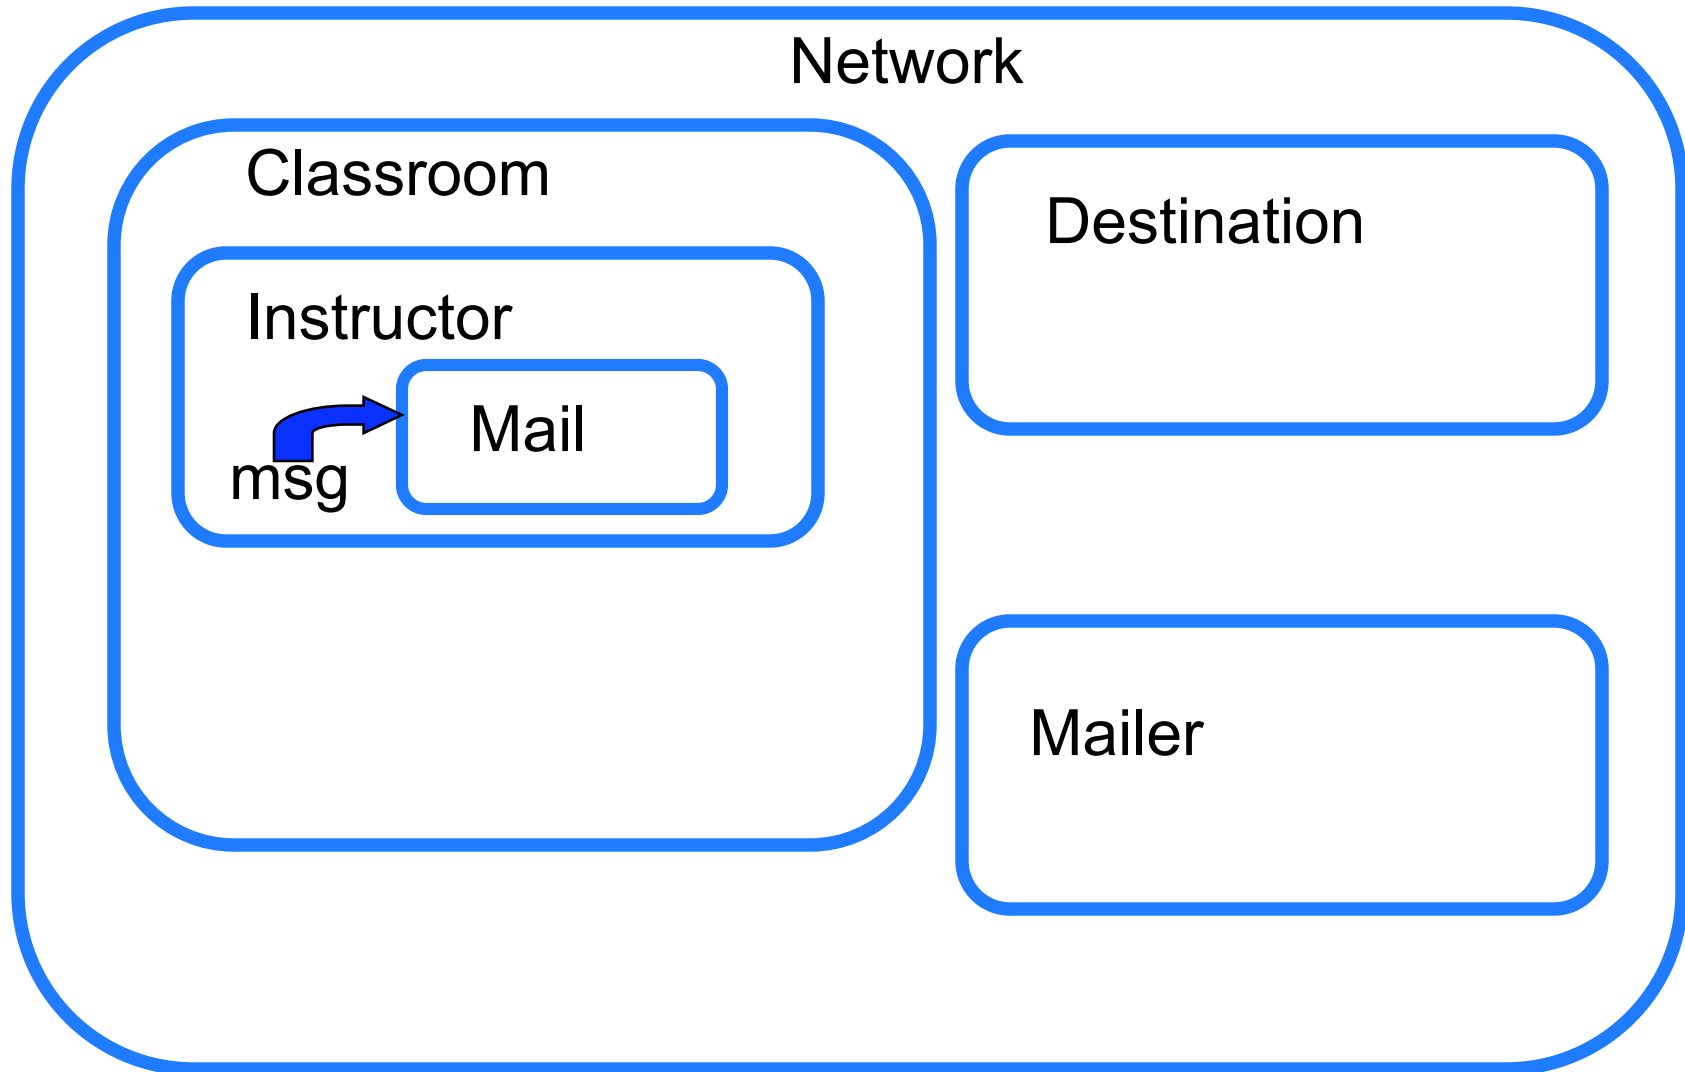 Network
Classroom
Destination
Instructor
Mail
msg
Mailer